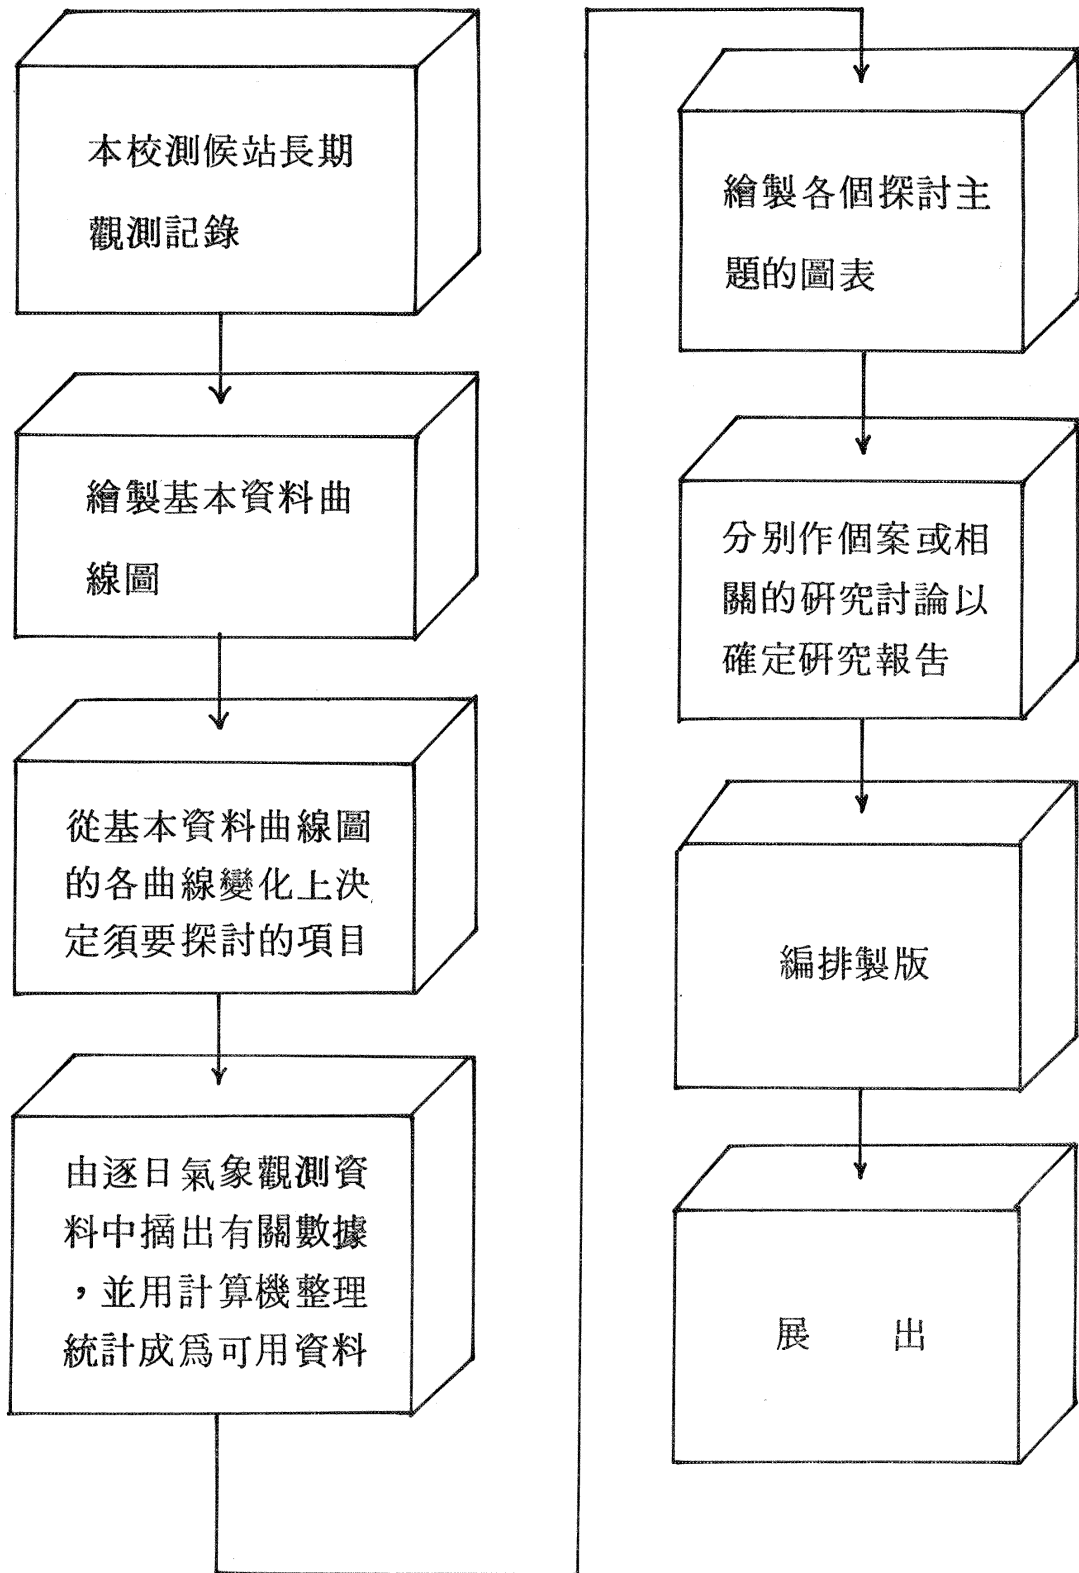 本校測候站長期
觀測記錄
繪製基本資料曲
線圖
從基本資料曲線圖
的各曲線變化上決
定須要探討的項目
由逐日氣象觀測資
料中摘出有關數據
，並用計算機整理
統計成爲可用資料
繪製各個探討主
題的圖表
分别作個案或相
關的研究討論以
確定研究報告
編排製版
展 出